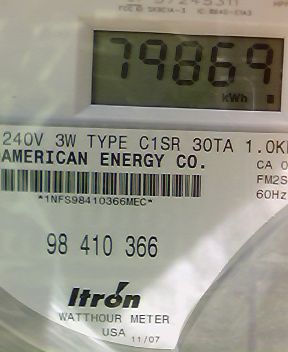 79869
kWh
240V 3W TYPE C1SR 30TA 1.0K
AMERICAN ENERGY CO.
CA 0
FM2S
60Hz
*1NFS98410366MEC*
98 410 366
Itrón
WATTHOUR METER
USA 11/07